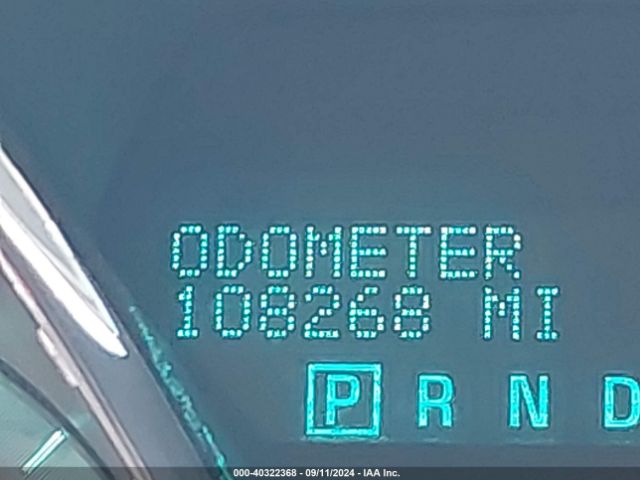 ODOMETER
108268 MI
P R N D
000-40322368 - 09/11/2024 - IAA Inc.